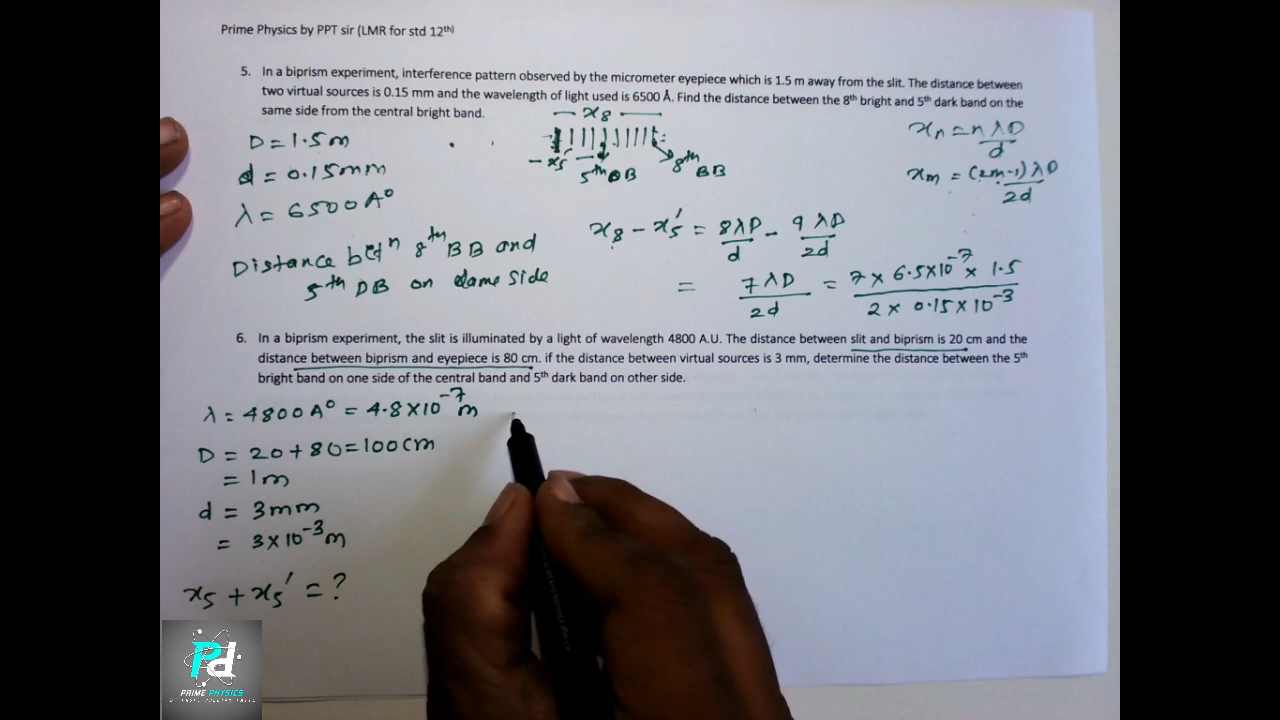 Prime Physics by PPT sir (LMR for std 12th)
5. In a biprism experiment, interference pattern observed by the micrometer eyepiece which is 1.5 m away from the slit. The distance between
two virtual sources is 0.15 mm and the wavelength of light used is 6500 Å. Find the distance between the 8th bright and 5th dark band on the
same side from the central bright band.
D = 1.5m
d = 0.15mm
λ = 6500 A°
Distance betn 8th BB and
5th DB on same side
x8
x5
5th DB
8th BB
xn = nλD/d
xm = (2m-1)λD/2d
x8 - x5' = 8λD/d - 9λD/2d
= 7λD/2d = 7 × 6.5×10^-7 × 1.5 / 2 × 0.15×10^-3
6. In a biprism experiment, the slit is illuminated by a light of wavelength 4800 A.U. The distance between slit and biprism is 20 cm and the
distance between biprism and eyepiece is 80 cm. if the distance between virtual sources is 3 mm, determine the distance between the 5th
bright band on one side of the central band and 5th dark band on other side.
λ = 4800A° = 4.8×10^-7 m
D = 20+80=100cm
= 1m
d = 3mm
= 3×10^-3 m
x5 + x5' = ?
Pd
PRIME PHYSICS